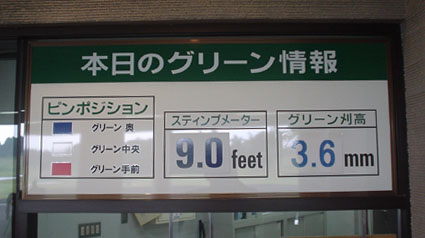 本日のグリーン情報
ピンポジション
グリーン 奥
グリーン中央
グリーン手前
スティンプメーター
9.0 feet
グリーン刈高
3.6 mm